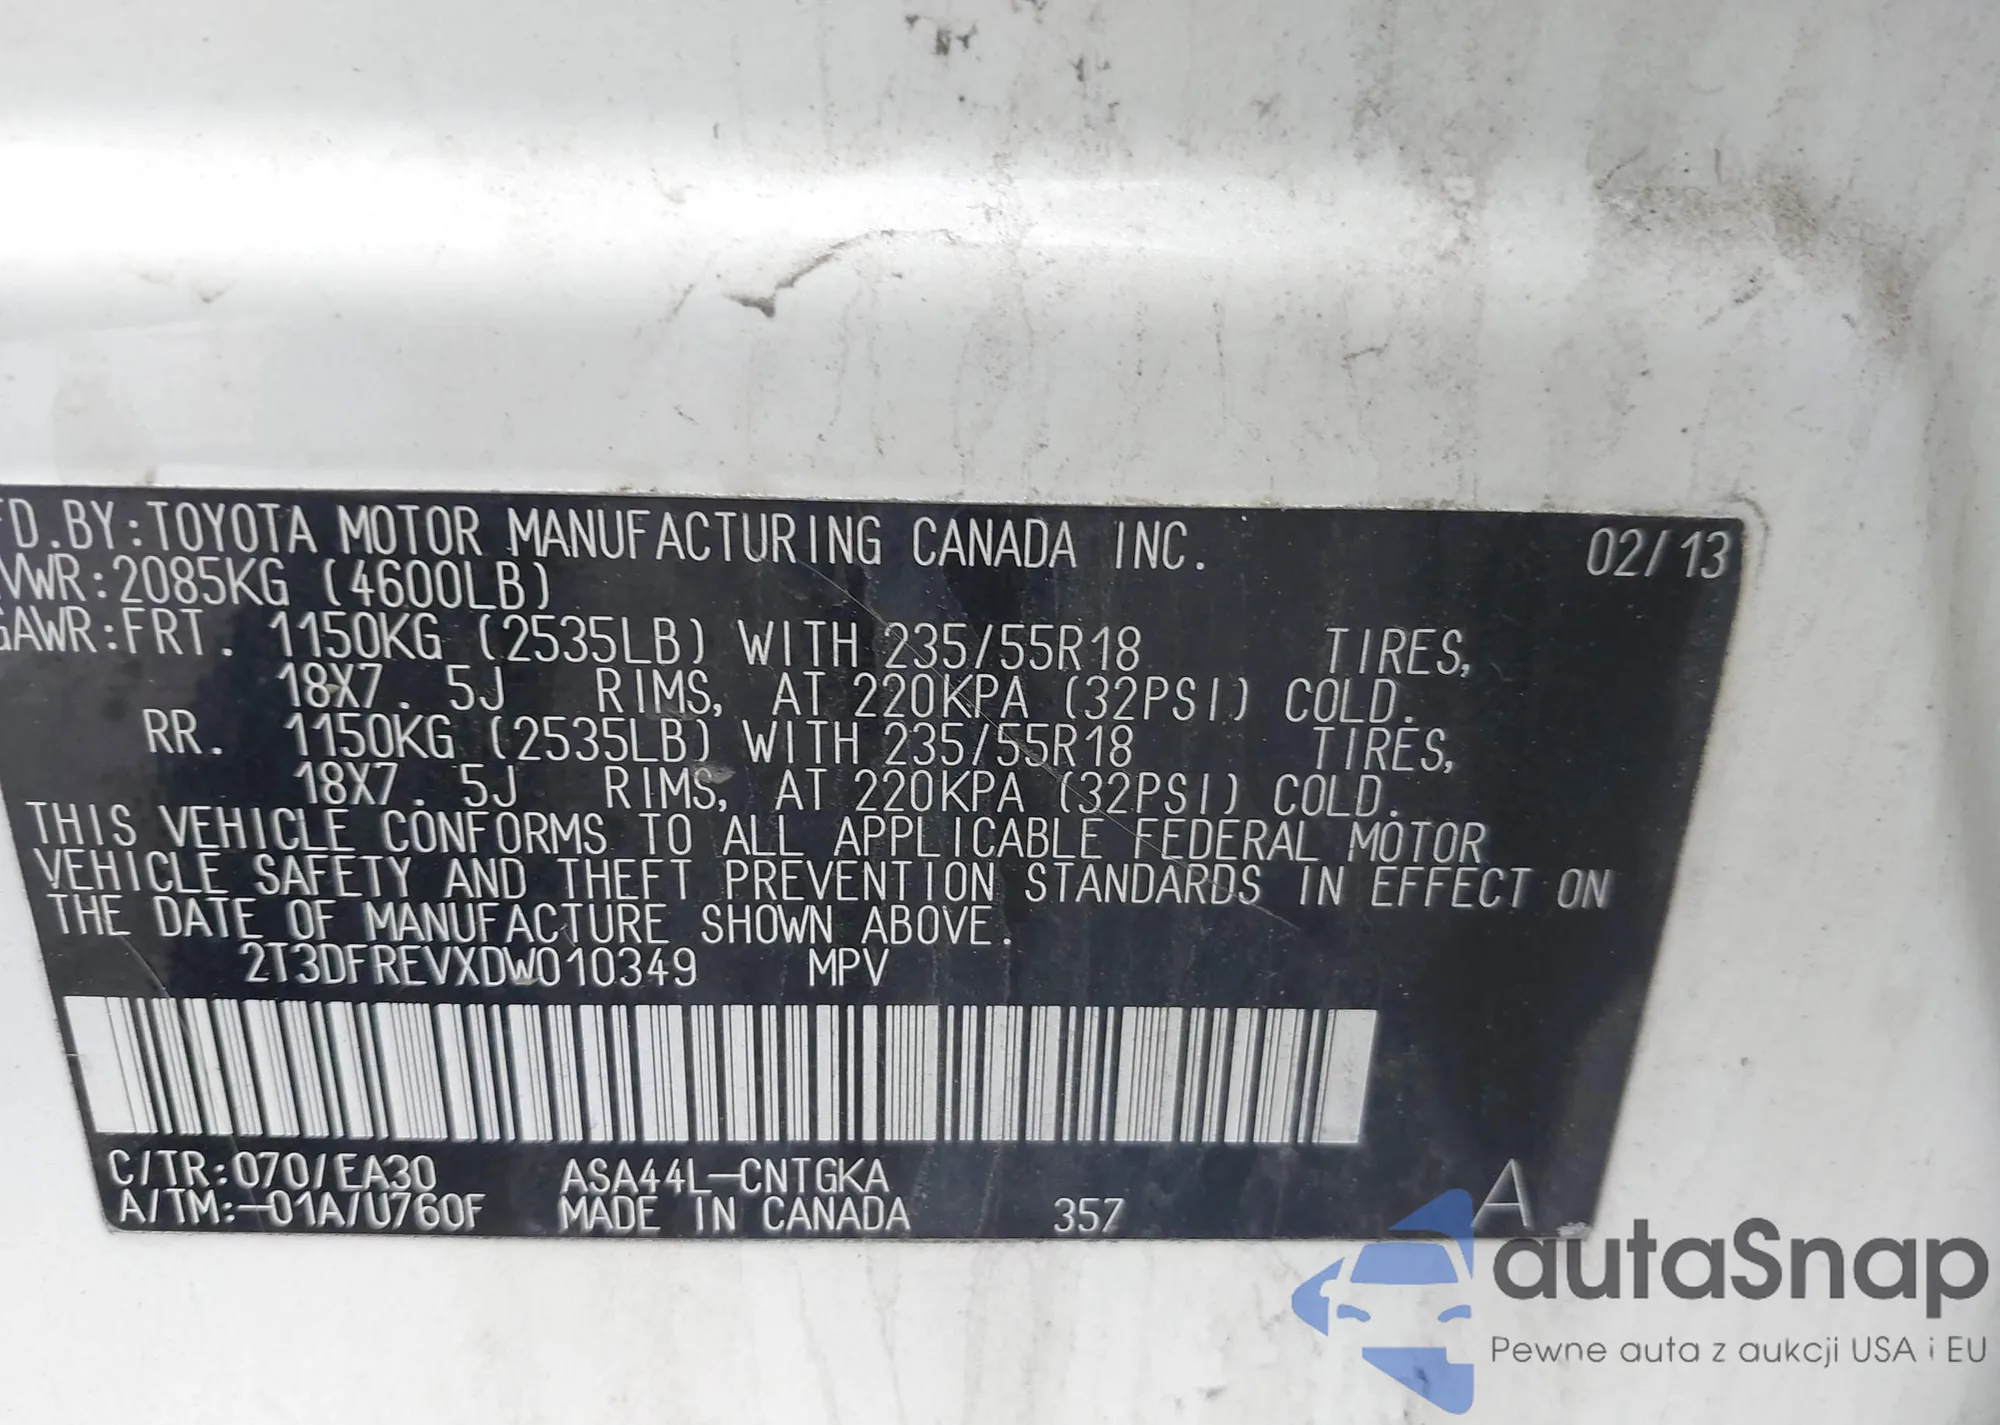 FD.BY:TOYOTA MOTOR MANUFACTURING CANADA INC. 02/13
VWR:2085KG (4600LB)
GAWR:FRT. 1150KG (2535LB) WITH 235/55R18 TIRES,
18X7.5J RIMS, AT 220KPA (32PSI) COLD.
RR. 1150KG (2535LB) WITH 235/55R18 TIRES,
18X7.5J RIMS, AT 220KPA (32PSI) COLD.
THIS VEHICLE CONFORMS TO ALL APPLICABLE FEDERAL MOTOR
VEHICLE SAFETY AND THEFT PREVENTION STANDARDS IN EFFECT ON
THE DATE OF MANUFACTURE SHOWN ABOVE.
2T3DFREVXDW010349 MPV
C/TR:070/EA30 ASA44L-CNTGKA
A/TM:-01A/U760F MADE IN CANADA 357 A
autaSnap
Pewne auta z aukcji USA i EU